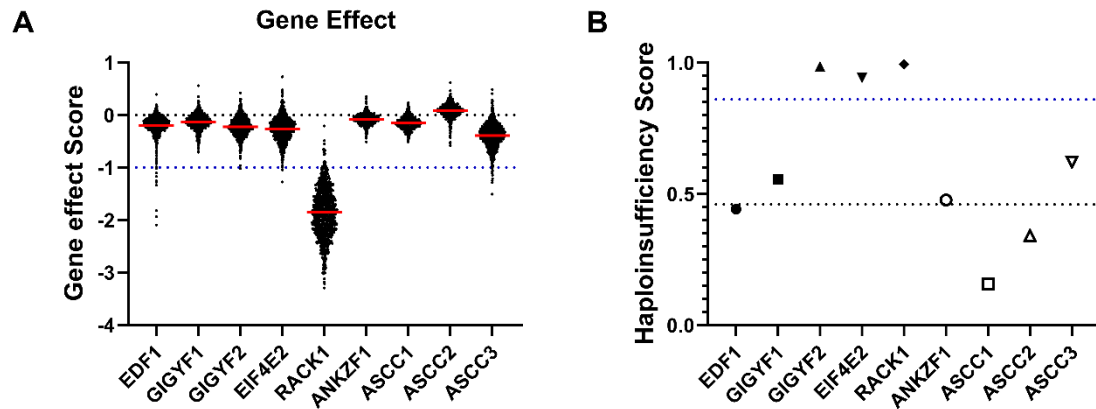 A
Gene Effect
Gene effect Score
1
0
-1
-2
-3
-4
EDF1
GIGYF1
GIGYF2
EIF4E2
RACK1
ANKZF1
ASCC1
ASCC2
ASCC3
B
Haploinsufficiency Score
1.0
0.5
0.0
EDF1
GIGYF1
GIGYF2
EIF4E2
RACK1
ANKZF1
ASCC1
ASCC2
ASCC3